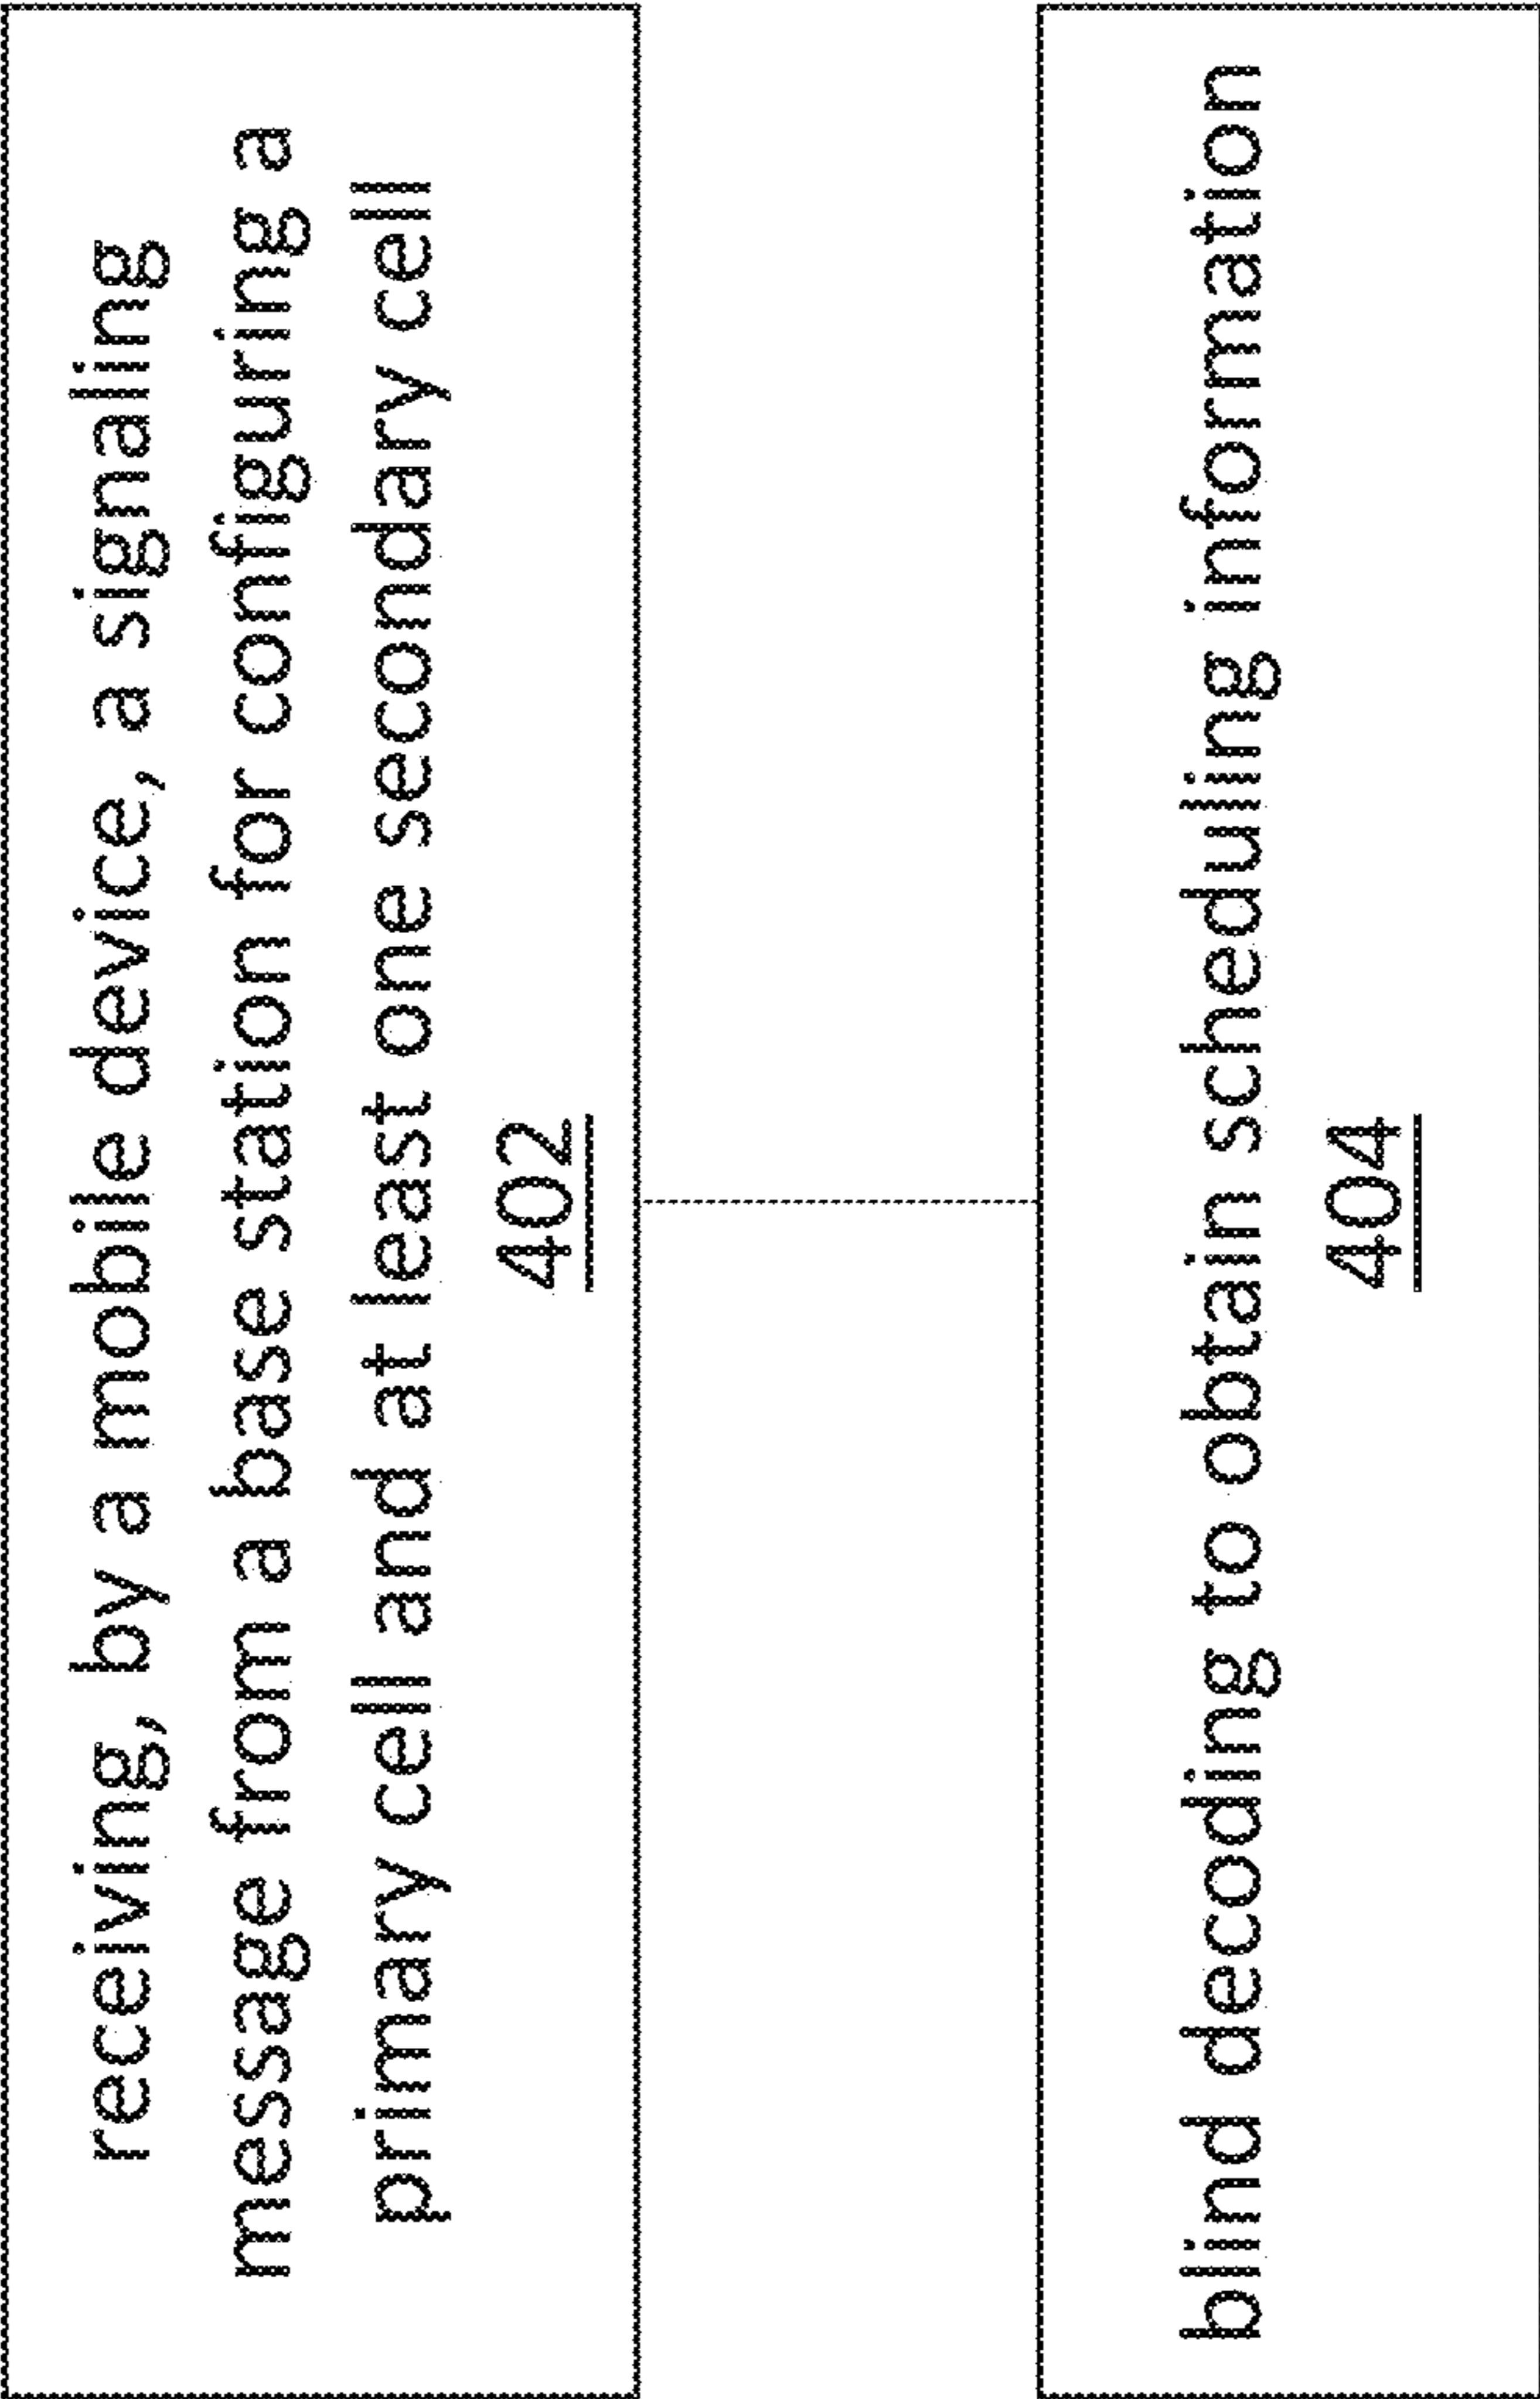 receiving, by a mobile device, a signaling
message from a base station for configuring a
primary cell and at least one secondary cell
402
blind decoding to obtain scheduling information
404